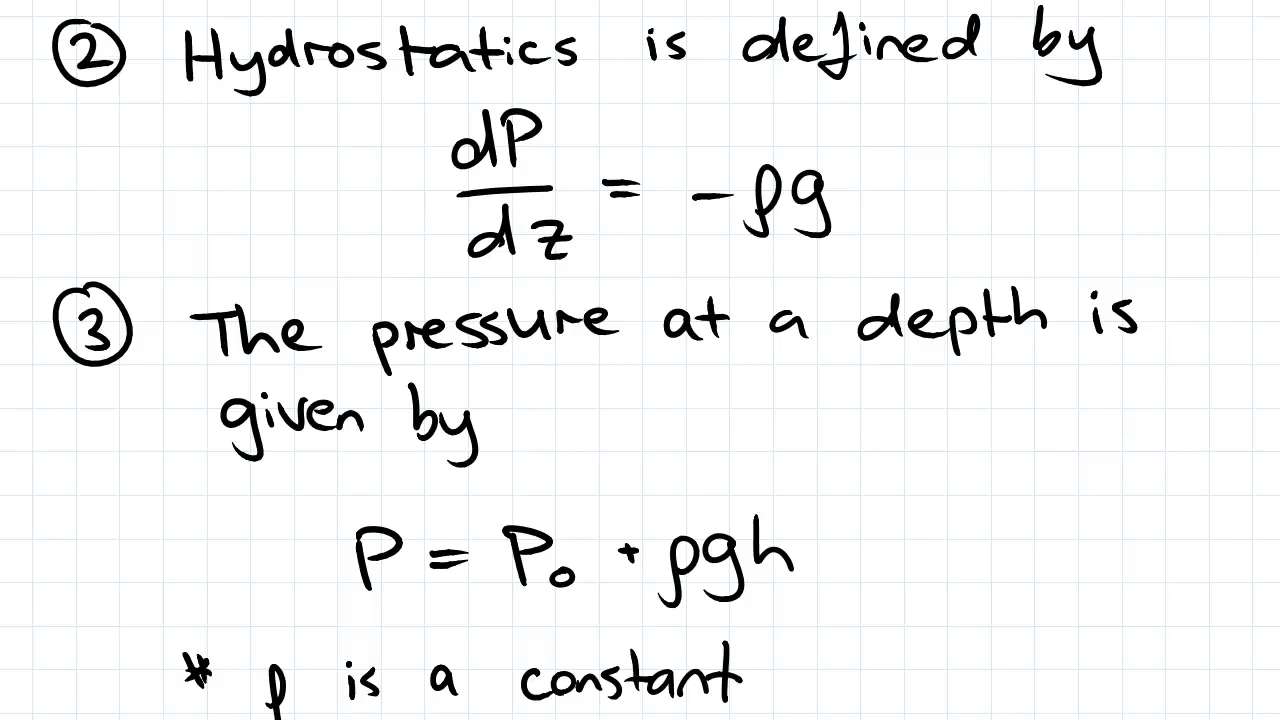 ② Hydrostatics is defined by
dP/dz = -ρg
③ The pressure at a depth is
given by
P = P₀ + ρgh
* ρ is a constant